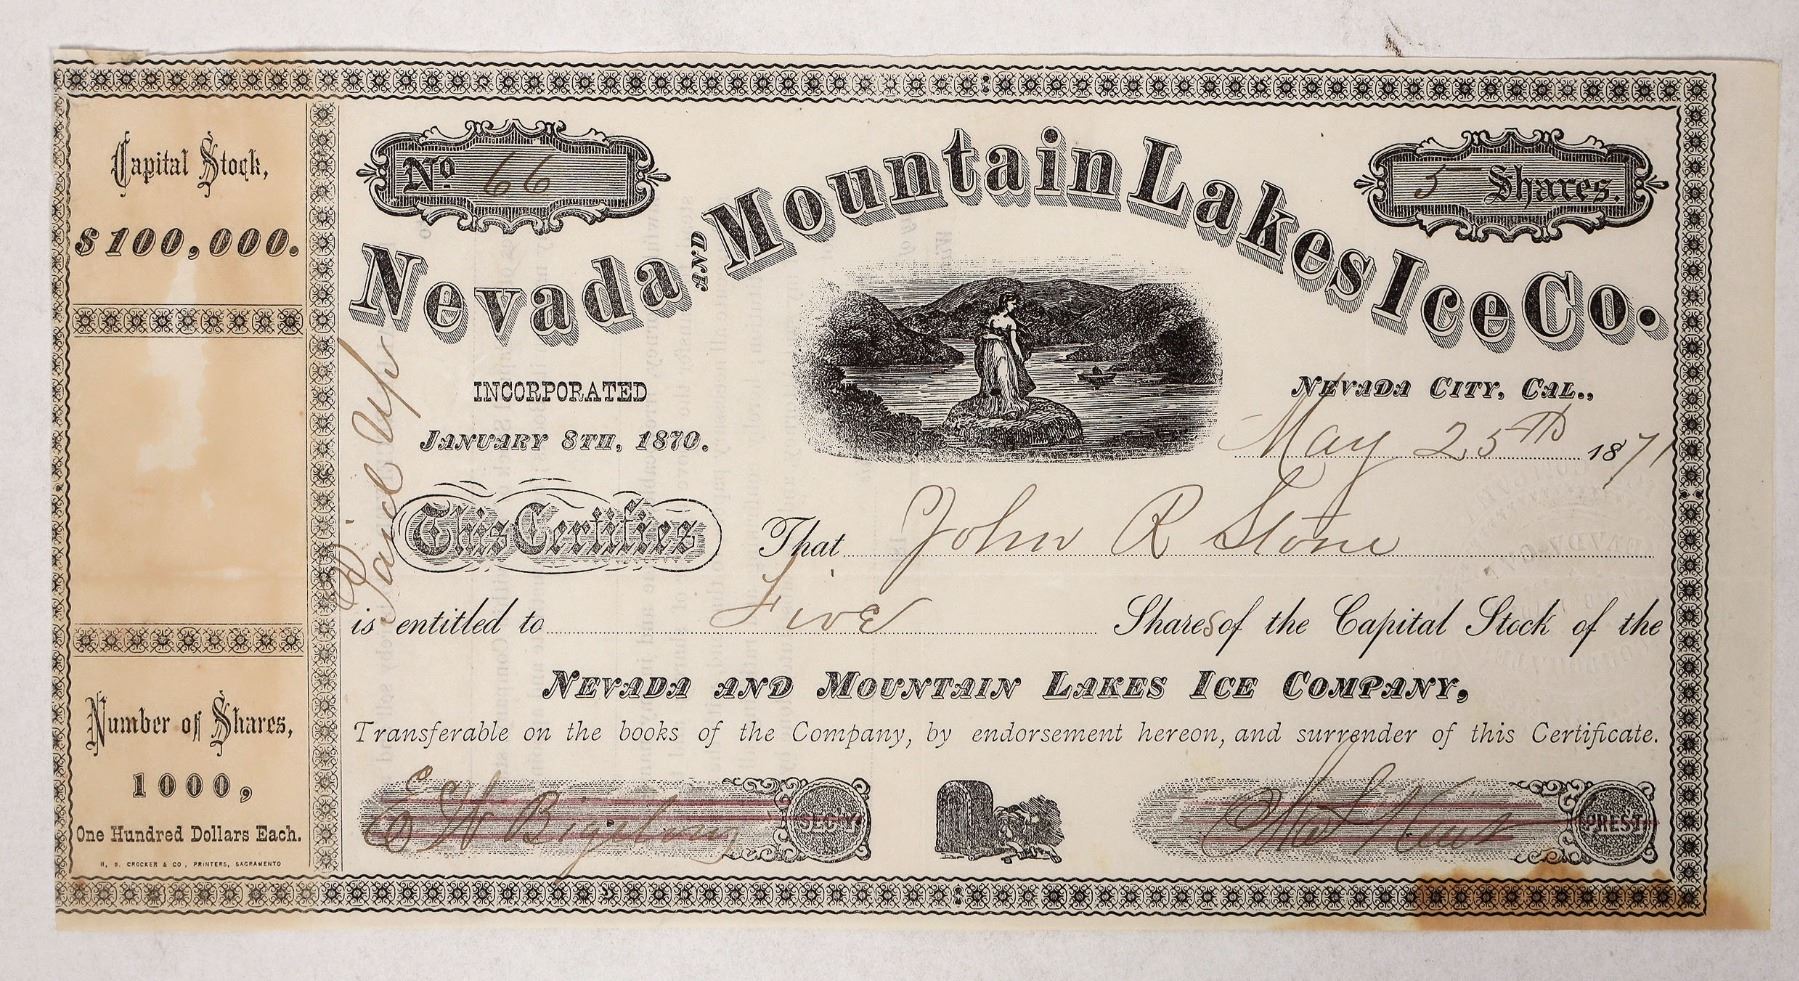 Capital Stock,
$100,000.
Number of Shares,
1000,
One Hundred Dollars Each.
H. S. CROCKER & CO., PRINTERS, SACRAMENTO
No. 66
5 Shares.
Nevada AND Mountain Lakes Ice Co.
INCORPORATED
JANUARY 8TH, 1870.
NEVADA CITY, CAL.,
May 25th 1871
Paid Up
This Certifies That John R Stone
is entitled to Five Shares of the Capital Stock of the
NEVADA AND MOUNTAIN LAKES ICE COMPANY,
Transferable on the books of the Company, by endorsement hereon, and surrender of this Certificate.
E W Bigelow SEC'Y.
PREST